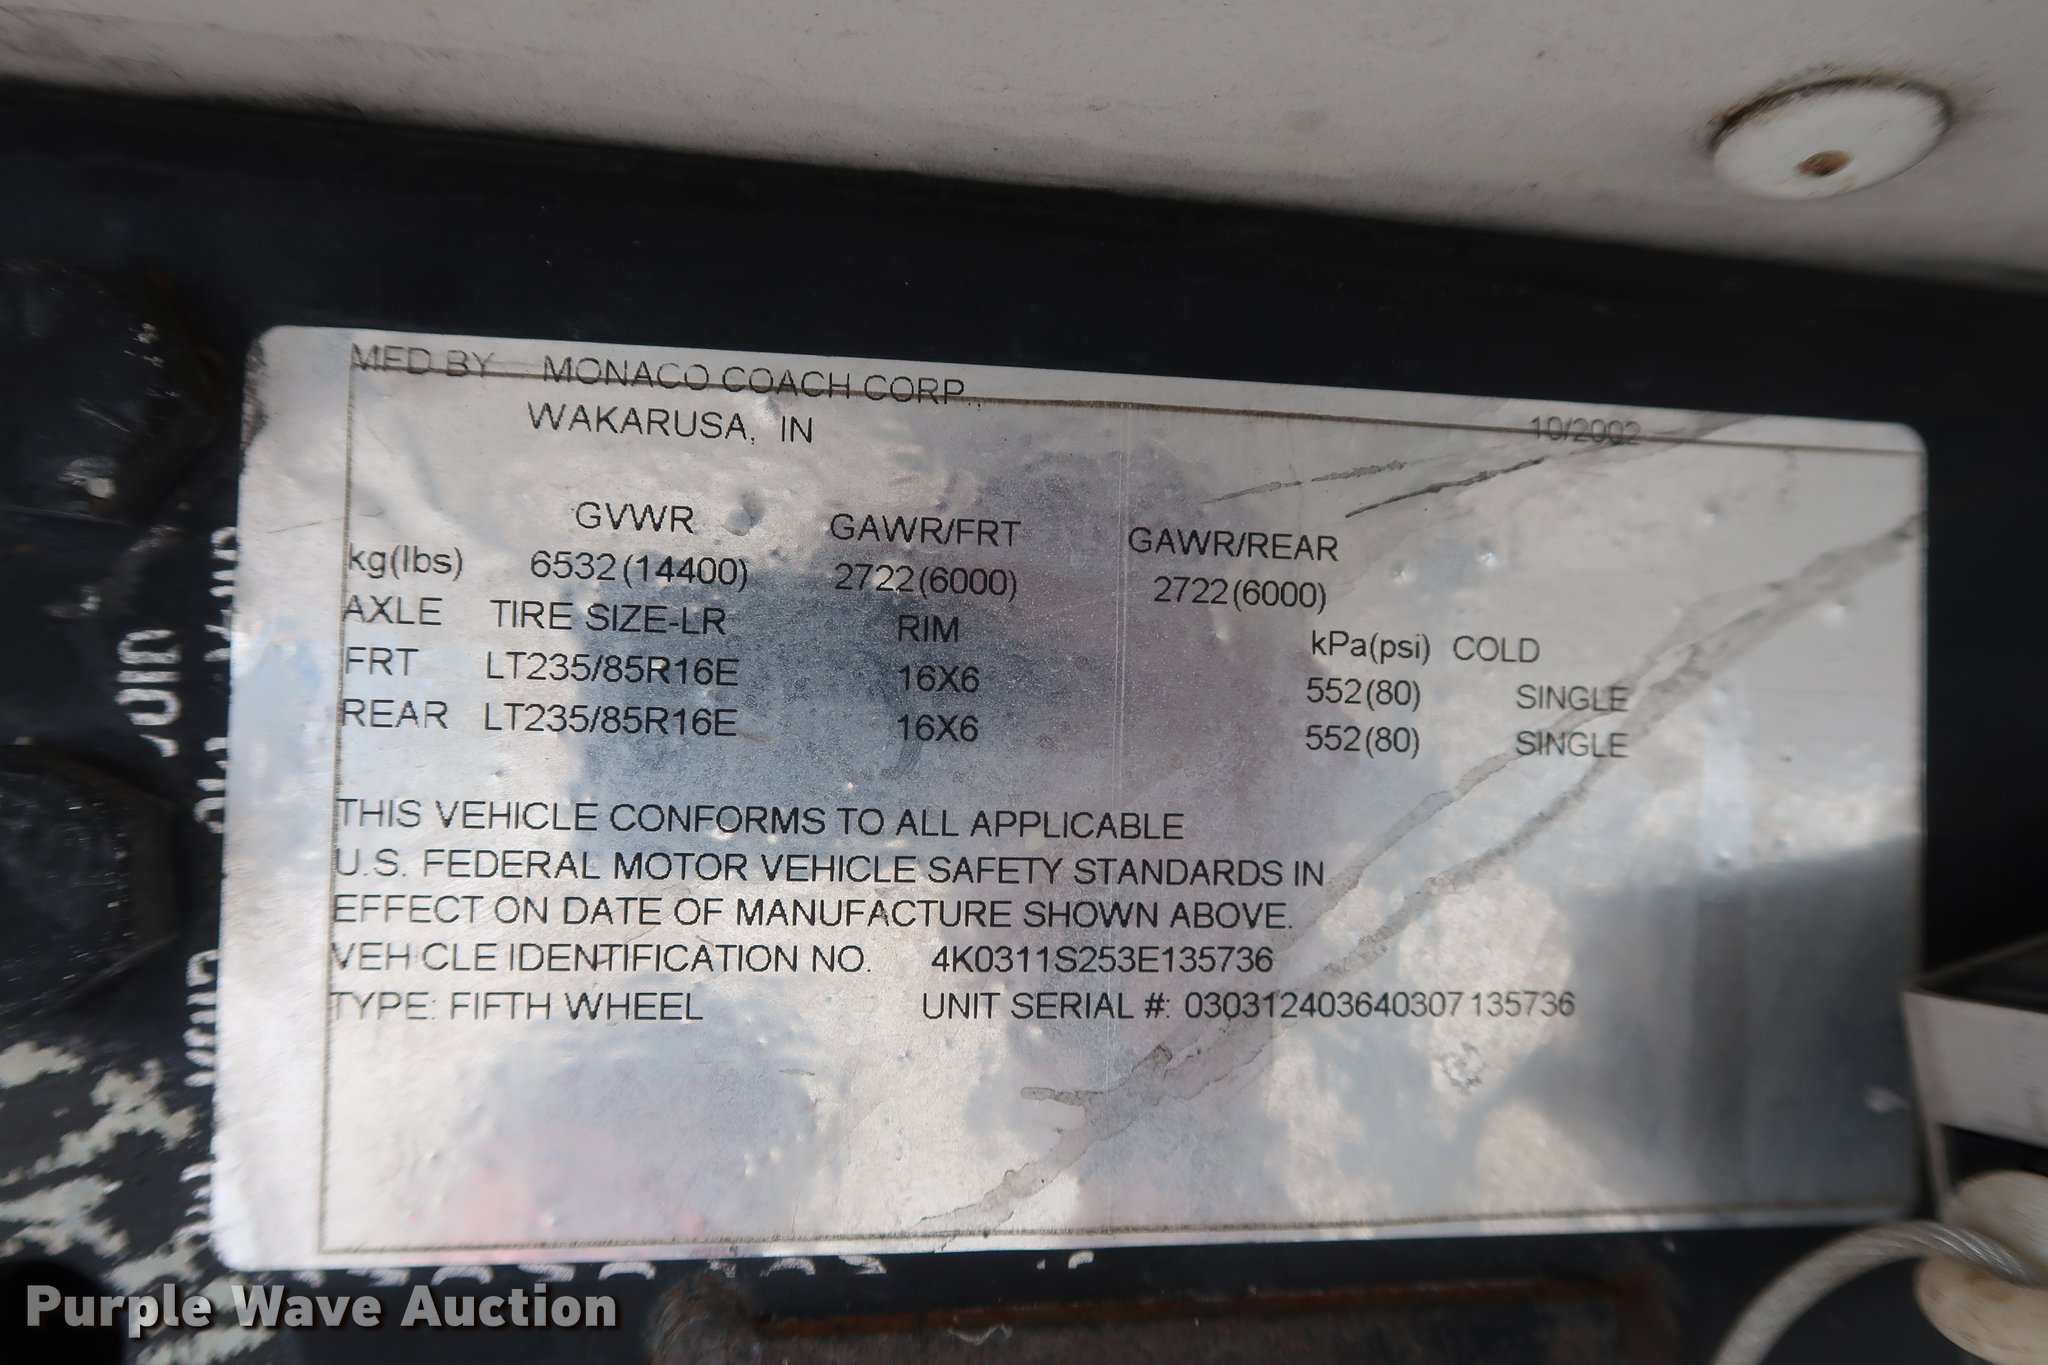 MFD BY MONACO COACH CORP.,
WAKARUSA, IN
10/2002
GVWR GAWR/FRT GAWR/REAR
kg(lbs) 6532(14400) 2722(6000) 2722(6000)
AXLE TIRE SIZE-LR RIM kPa(psi) COLD
FRT LT235/85R16E 16X6 552(80) SINGLE
REAR LT235/85R16E 16X6 552(80) SINGLE
THIS VEHICLE CONFORMS TO ALL APPLICABLE
U.S. FEDERAL MOTOR VEHICLE SAFETY STANDARDS IN
EFFECT ON DATE OF MANUFACTURE SHOWN ABOVE.
VEHICLE IDENTIFICATION NO. 4K0311S253E135736
TYPE: FIFTH WHEEL UNIT SERIAL #: 030312403640307135736
Purple Wave Auction